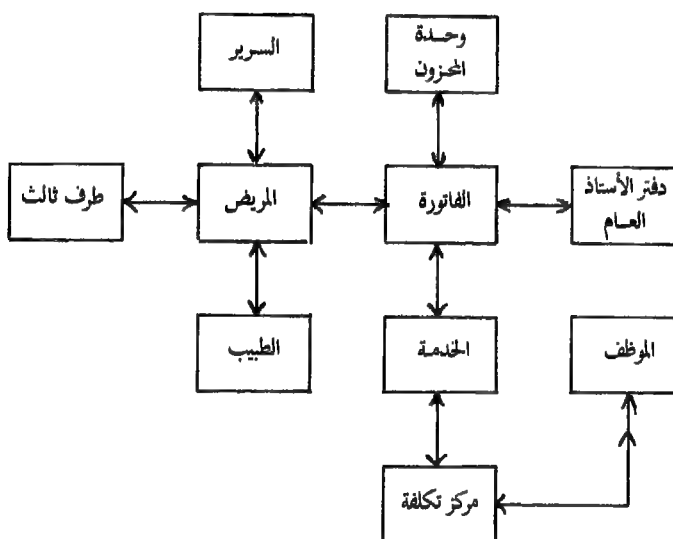 السرير
وحدة
المخزون
طرف ثالث
المريض
الفاتورة
دفتر الأستاذ
العام
الطبيب
الخدمة
الموظف
مركز تكلفة